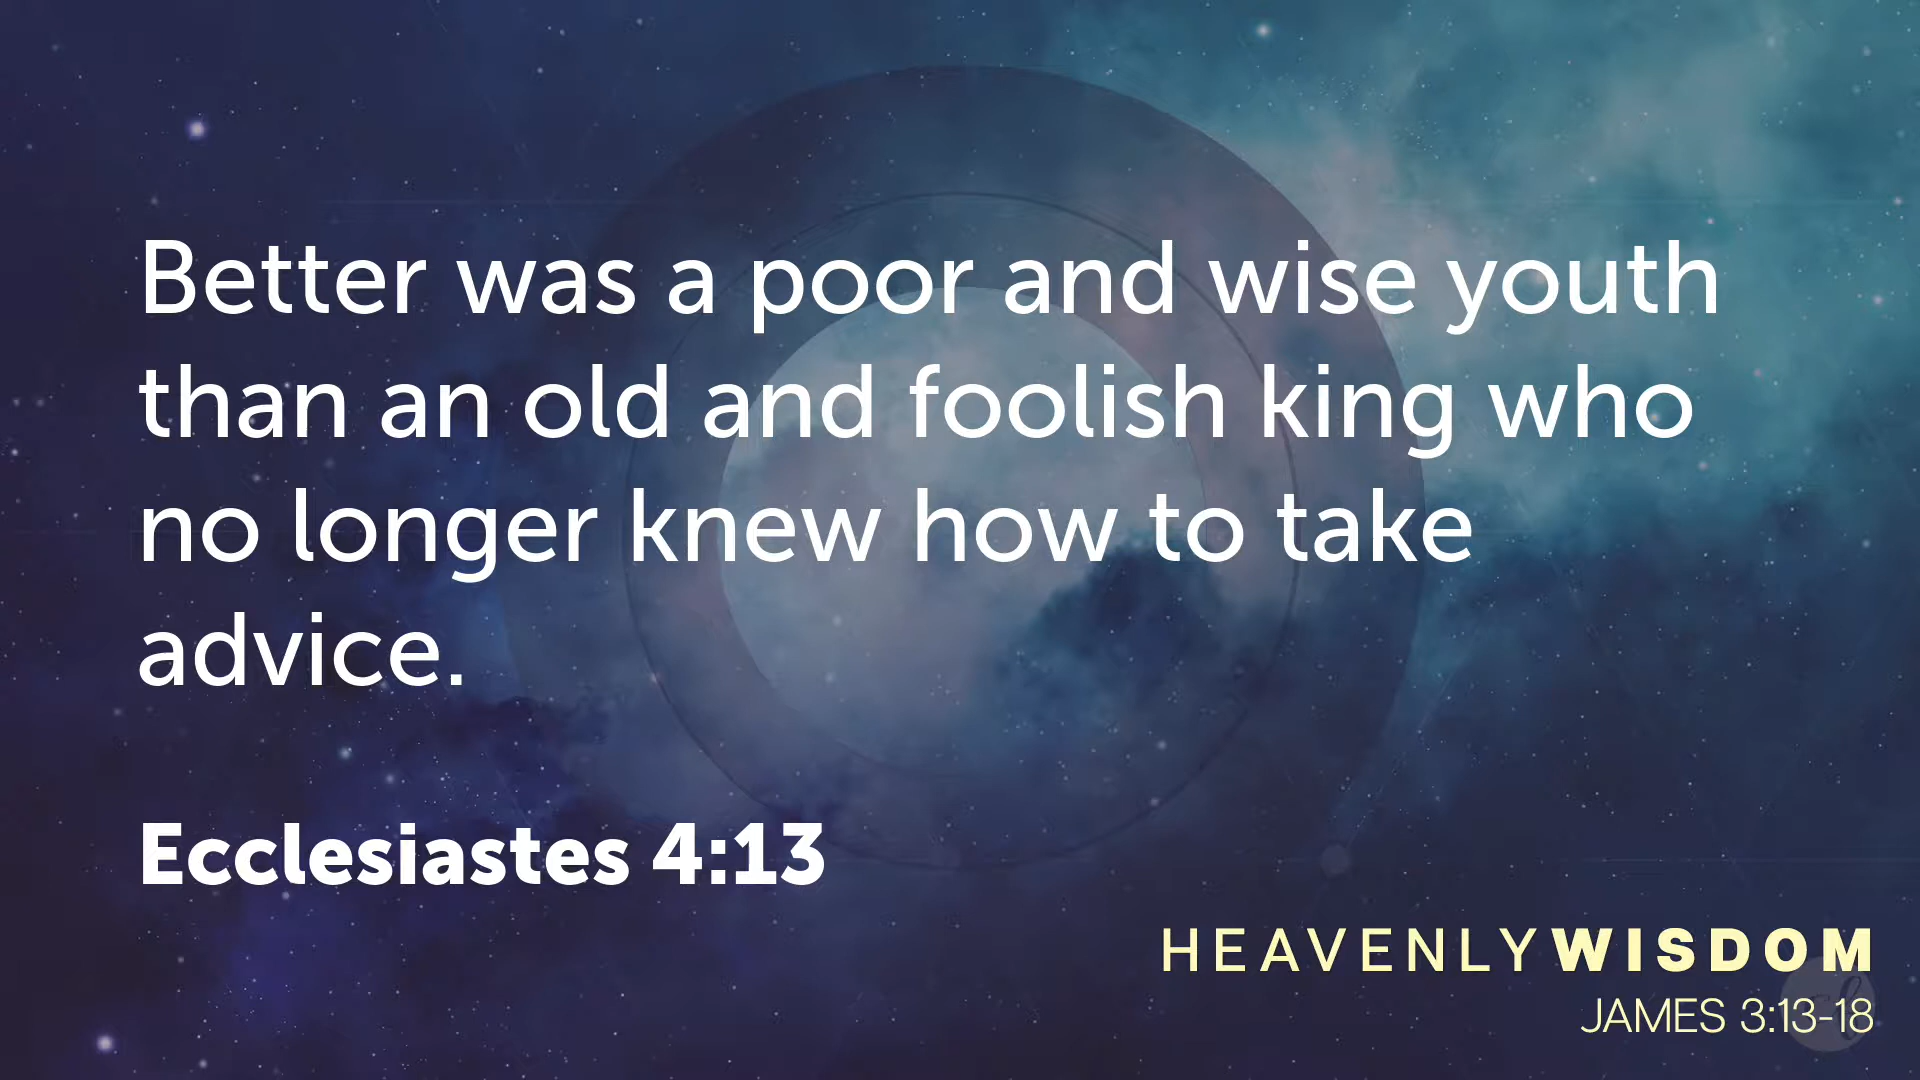 Better was a poor and wise youth
than an old and foolish king who
no longer knew how to take
advice.
Ecclesiastes 4:13
HEAVENLYWISDOM
JAMES 3:13-18